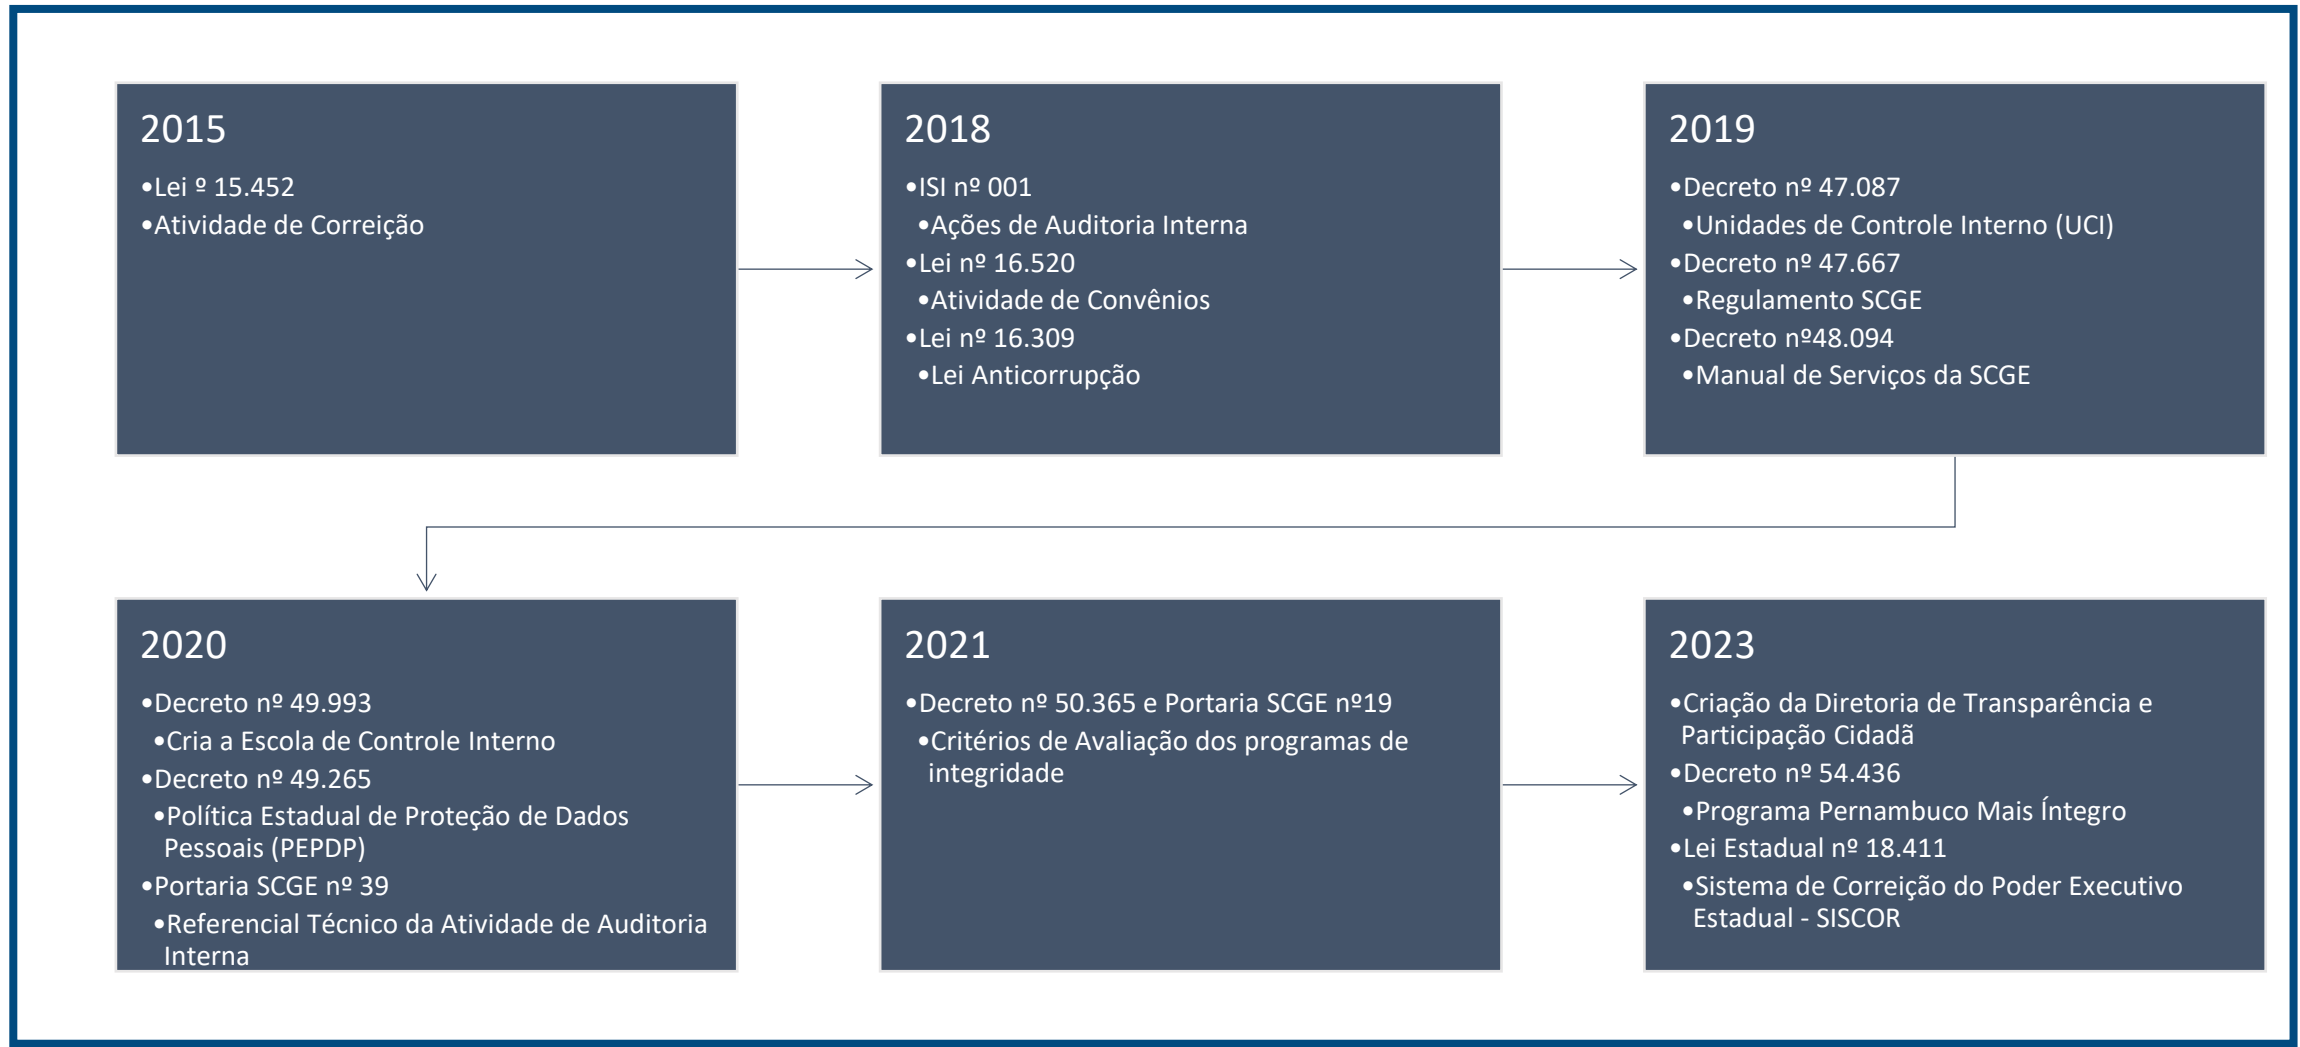 2015
•Lei º 15.452
•Atividade de Correição
2018
•ISI nº 001
•Ações de Auditoria Interna
•Lei nº 16.520
•Atividade de Convênios
•Lei nº 16.309
•Lei Anticorrupção
2019
•Decreto nº 47.087
•Unidades de Controle Interno (UCI)
•Decreto nº 47.667
•Regulamento SCGE
•Decreto nº48.094
•Manual de Serviços da SCGE
2020
•Decreto nº 49.993
•Cria a Escola de Controle Interno
•Decreto nº 49.265
•Política Estadual de Proteção de Dados
Pessoais (PEPDP)
•Portaria SCGE nº 39
•Referencial Técnico da Atividade de Auditoria
Interna
2021
•Decreto nº 50.365 e Portaria SCGE nº19
•Critérios de Avaliação dos programas de
integridade
2023
•Criação da Diretoria de Transparência e
Participação Cidadã
•Decreto nº 54.436
•Programa Pernambuco Mais Íntegro
•Lei Estadual nº 18.411
•Sistema de Correição do Poder Executivo
Estadual - SISCOR